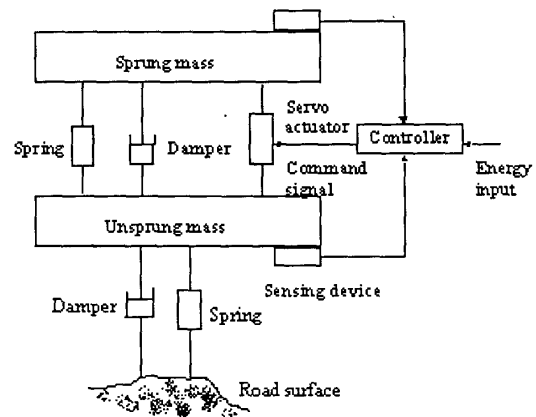 Sprung mass
Servo
actuator
Controller
Spring
Damper
Command
signal
Energy
input
Unsprung mass
Sensing device
Damper
Spring
Road surface